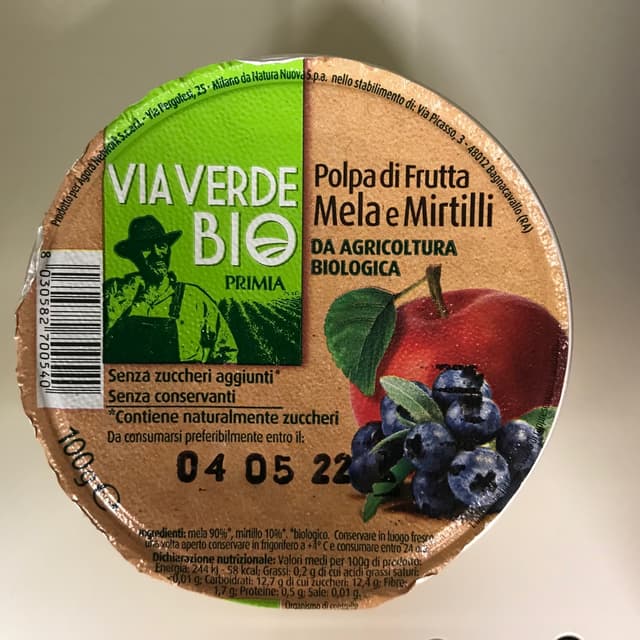 Prodotto per Agorà Network S.c.ar.l. - Via Pergolesi, 25 - Milano da Natura Nuova S.p.a. nello stabilimento di: Via Picasso, 3 - 48012 Bagnacavallo (RA)
VIAVERDE
BIO
PRIMIA
Polpa di Frutta
Mela e Mirtilli
DA AGRICOLTURA
BIOLOGICA
8 030582 700540
Senza zuccheri aggiunti*
Senza conservanti
*Contiene naturalmente zuccheri
Da consumarsi preferibilmente entro il:
04 05 22
100g e
Ingredienti: mela 90%*, mirtillo 10%*. *biologico. Conservare in luogo fresco
una volta aperto conservare in frigorifero a +4° C e consumare entro 24
Dichiarazione nutrizionale: Valori medi per 100g di prodotto:
Energia: 244 kJ - 58 kcal; Grassi: 0,2 g di cui acidi grassi saturi:
<0,01 g; Carboidrati: 12,7 g di cui zuccheri: 12,4 g; Fibre:
1,7 g; Proteine: 0,5 g; Sale: 0,01 g.
Organismo di